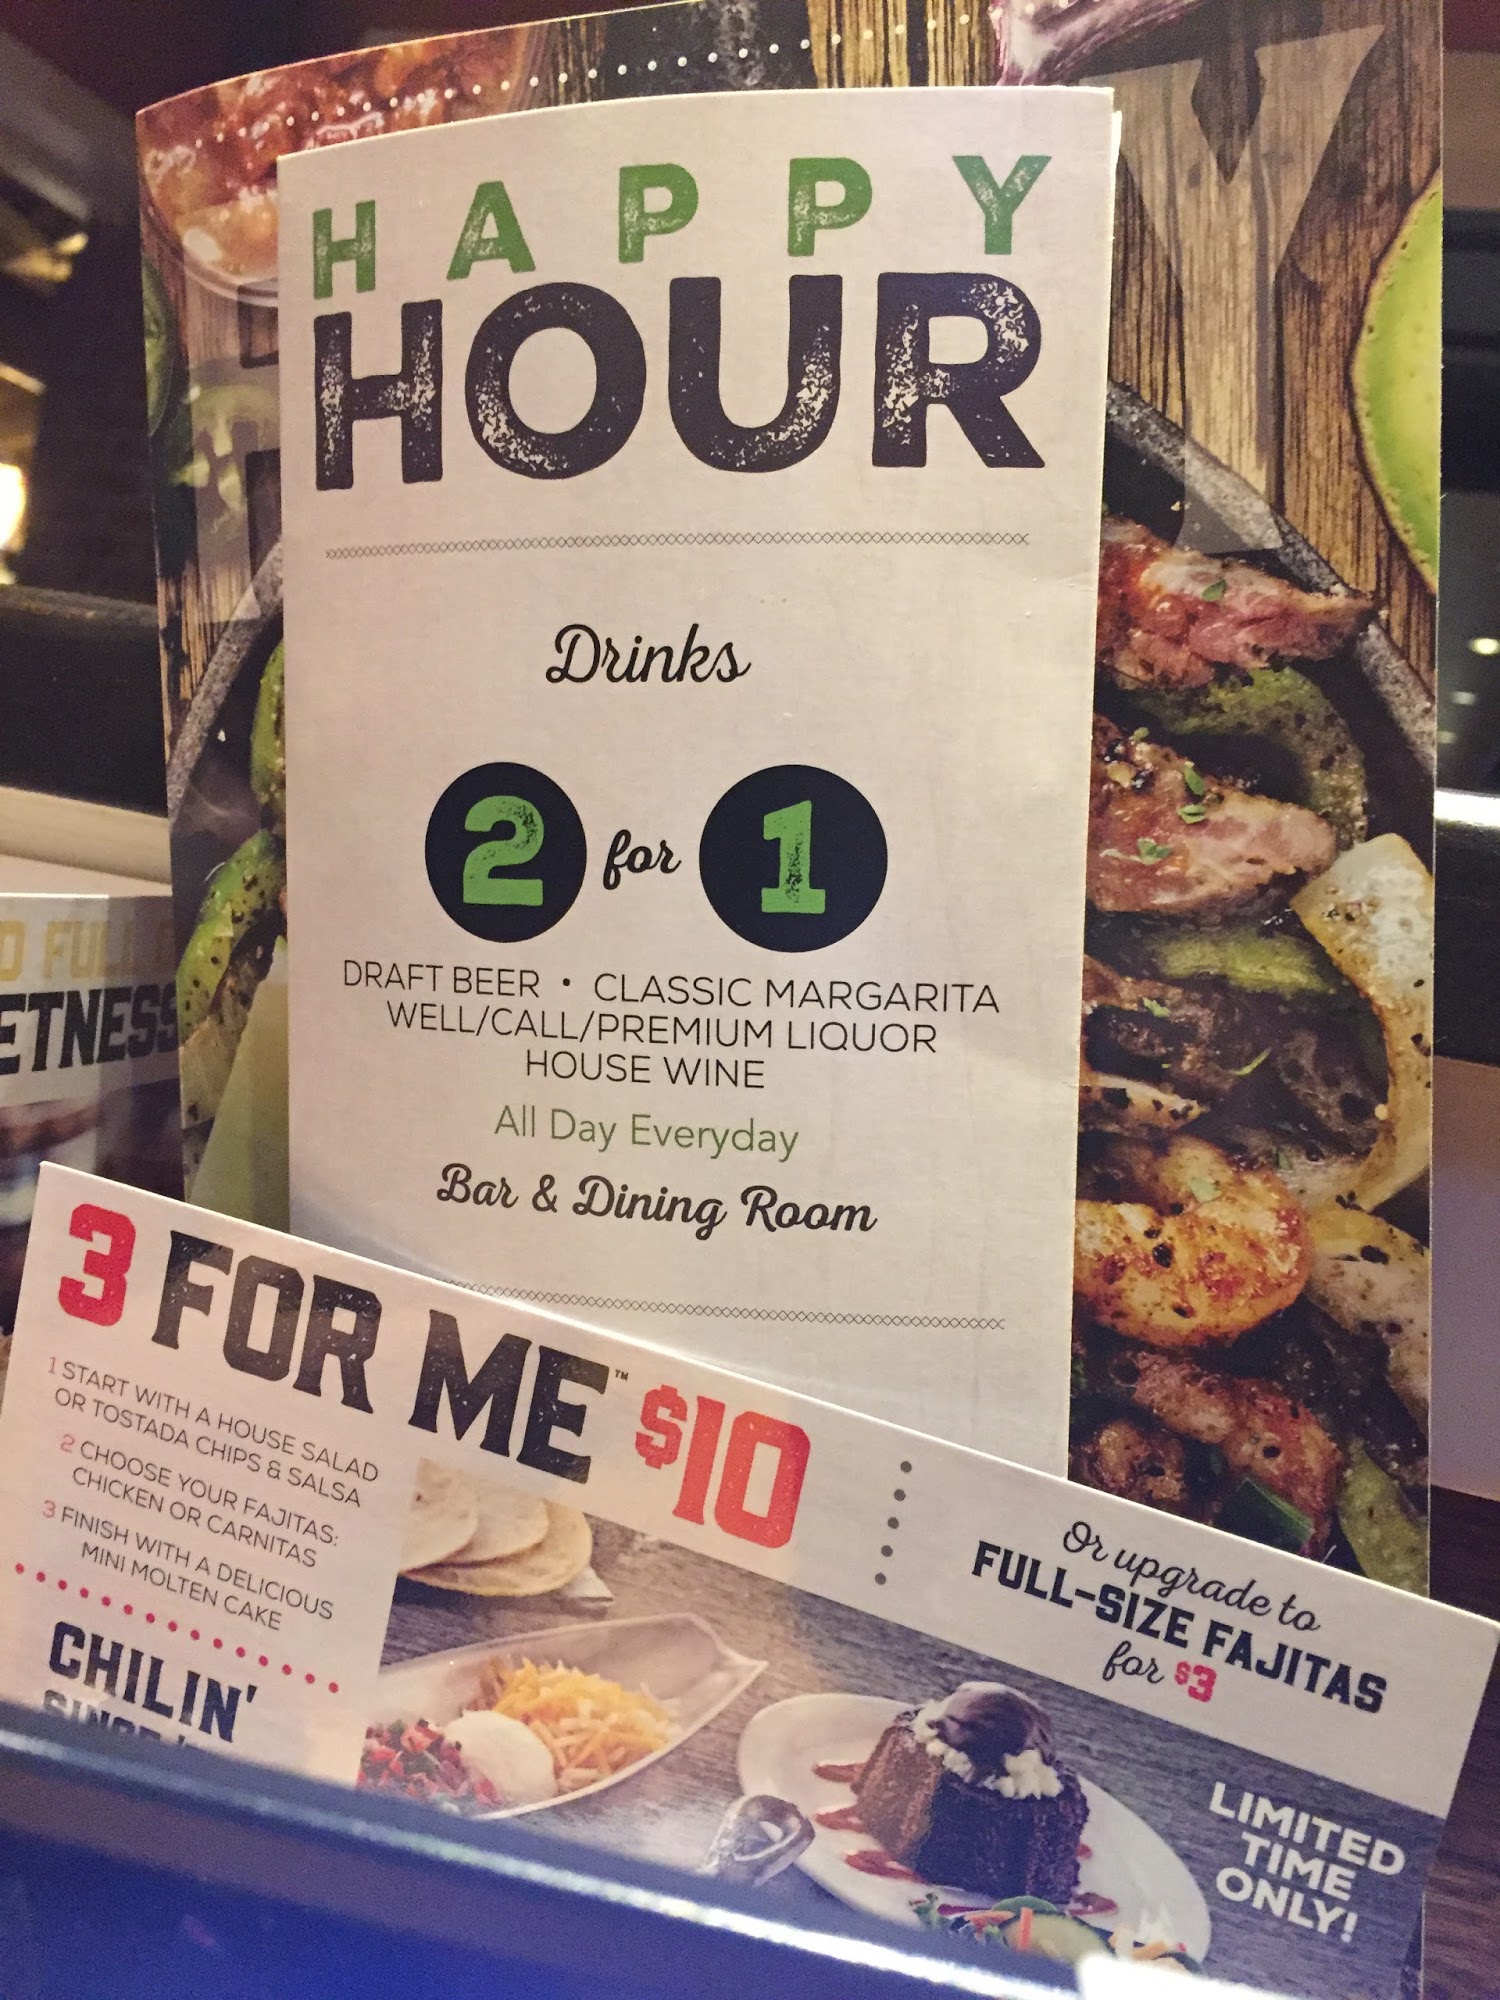 HAPPY
HOUR
Drinks
2 for 1
DRAFT BEER • CLASSIC MARGARITA
WELL/CALL/PREMIUM LIQUOR
HOUSE WINE
All Day Everyday
Bar & Dining Room
FULL
ETNESS
3 FOR ME™ $10
1 START WITH A HOUSE SALAD
OR TOSTADA CHIPS & SALSA
2 CHOOSE YOUR FAJITAS:
CHICKEN OR CARNITAS
3 FINISH WITH A DELICIOUS
MINI MOLTEN CAKE
CHILIN'
SINCE
Or upgrade to
FULL-SIZE FAJITAS
for $3
LIMITED
TIME
ONLY!